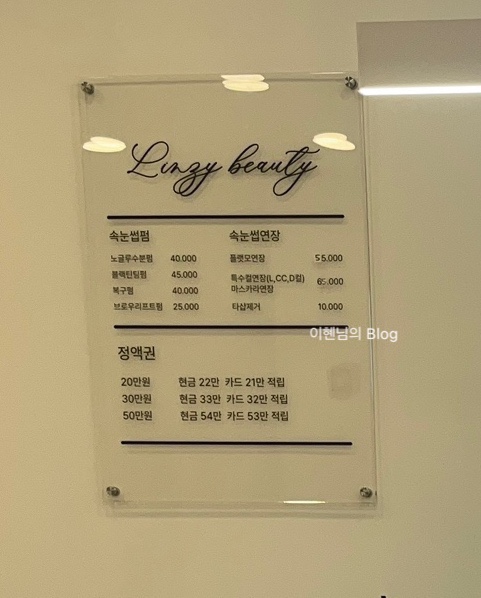 Linzy beauty
속눈썹펌
노글루수분펌 40.000
블랙틴팅펌 45.000
복구펌 40.000
브로우리프트펌 25.000
속눈썹연장
플랫모연장 55.000
특수컬연장(L,CC,D컬)
마스카라연장 65.000
타샵제거 10.000
이헨님의 Blog
정액권
20만원 현금 22만 카드 21만 적립
30만원 현금 33만 카드 32만 적립
50만원 현금 54만 카드 53만 적립